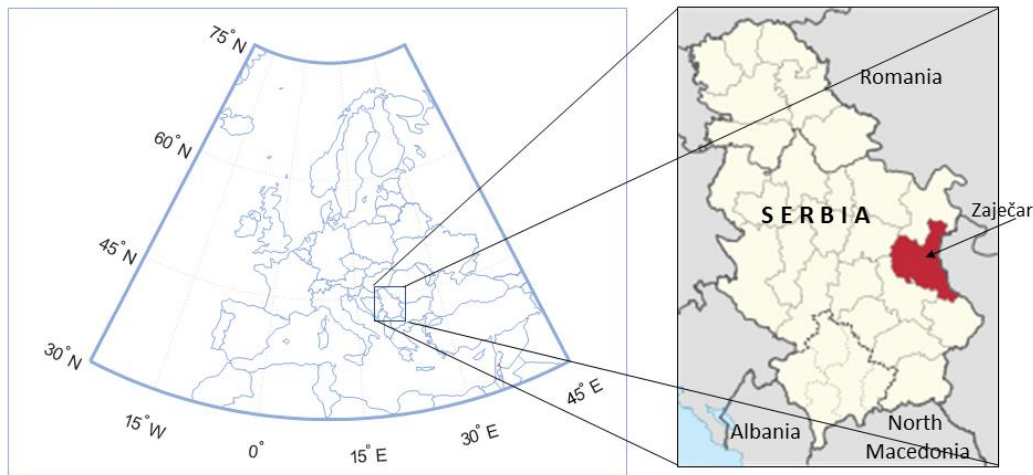 75° N
60° N
45° N
30° N
15° W
0°
15° E
30° E
45° E
Romania
SERBIA
Zaječar
Albania
North
Macedonia